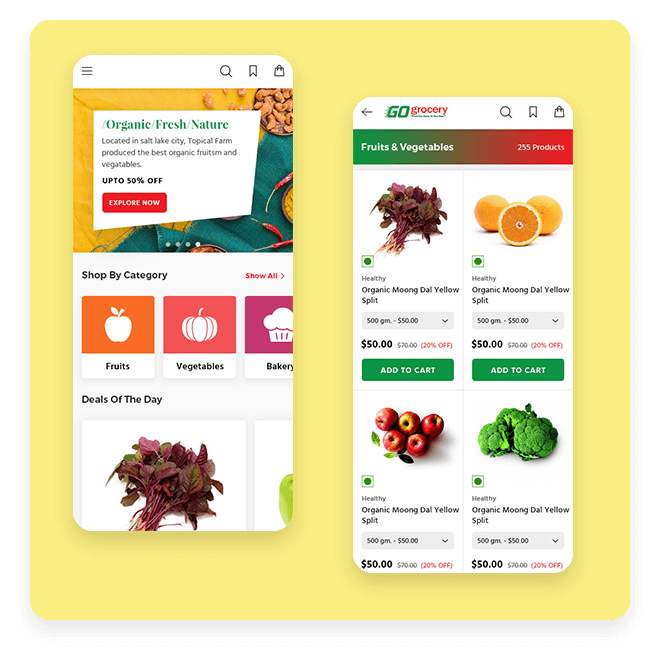 /Organic/Fresh/Nature
Located in salt lake city, Topical Farm
produced the best organic fruitsm and
vegatables.
UPTO 50% OFF
EXPLORE NOW
Shop By Category
Show All
Fruits
Vegetables
Bakery
Deals Of The Day
GO grocery
Fruits & Vegetables
255 Products
Healthy
Organic Moong Dal Yellow
Split
500 gm. - $50.00
$50.00 $70.00 (20% OFF)
ADD TO CART
Healthy
Organic Moong Dal Yellow
Split
500 gm. - $50.00
$50.00 $70.00 (20% OFF)
ADD TO CART
Healthy
Organic Moong Dal Yellow
Split
500 gm. - $50.00
$50.00 $70.00 (20% OFF)
Healthy
Organic Moong Dal Yellow
Split
500 gm. - $50.00
$50.00 $70.00 (20% OFF)